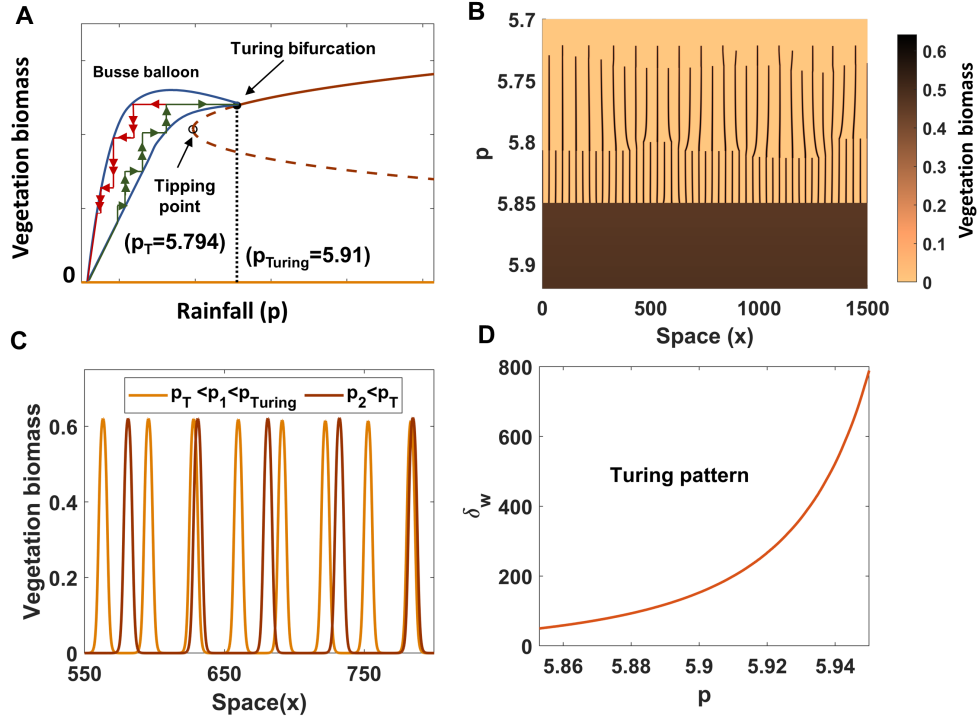 A
Vegetation biomass
0
Busse balloon
Turing bifurcation
Tipping
point
(pT=5.794)
(pTuring=5.91)
Rainfall (p)
B
p
5.7
5.75
5.8
5.85
5.9
0
500
1000
1500
Space (x)
0.6
0.5
0.4
0.3
0.2
0.1
0
Vegetation biomass
C
Vegetation biomass
0.6
0.4
0.2
0
pT <p1<pTuring
p2<pT
550
650
750
Space(x)
D
δw
800
600
400
200
0
Turing pattern
5.86
5.88
5.9
5.92
5.94
p